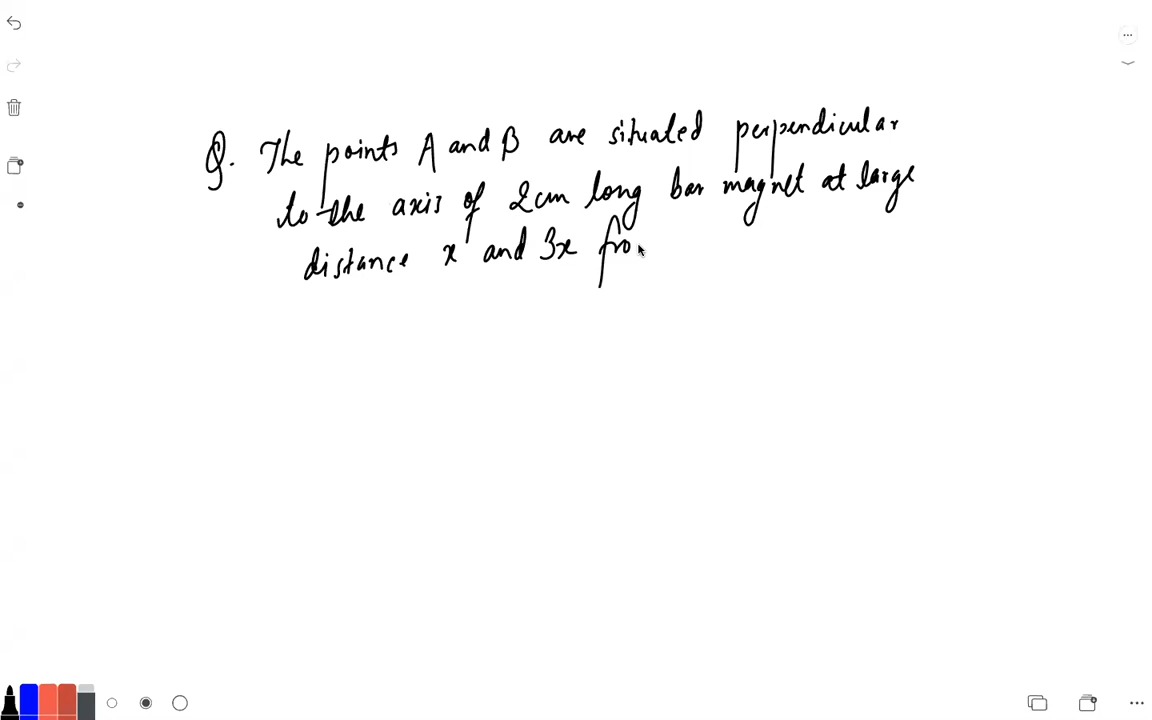 Q. The points A and B are situated perpendicular
to the axis of 2cm long bar magnet at large
distance x and 3x fro